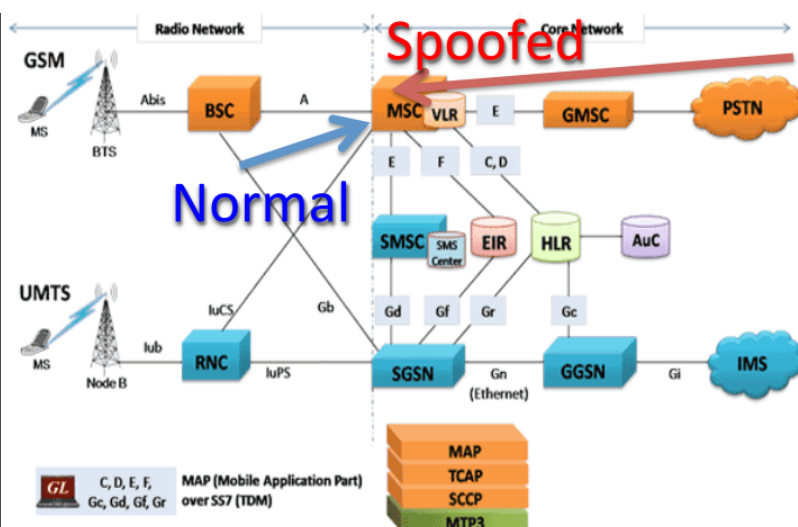 Radio Network
Core Network
Spoofed
GSM
Abis
BSC
A
MSC
VLR
E
GMSC
PSTN
MS
BTS
E
F
C, D
Normal
SMSC
SMS
Center
EIR
HLR
AuC
UMTS
IuCS
Gb
Gd
Gf
Gr
Gc
Iub
RNC
IuPS
SGSN
Gn
(Ethernet)
GGSN
Gi
IMS
MS
Node B
MAP
TCAP
SCCP
MTP3
GL
C, D, E, F,
Gc, Gd, Gf, Gr
MAP (Mobile Application Part)
over SS7 (TDM)